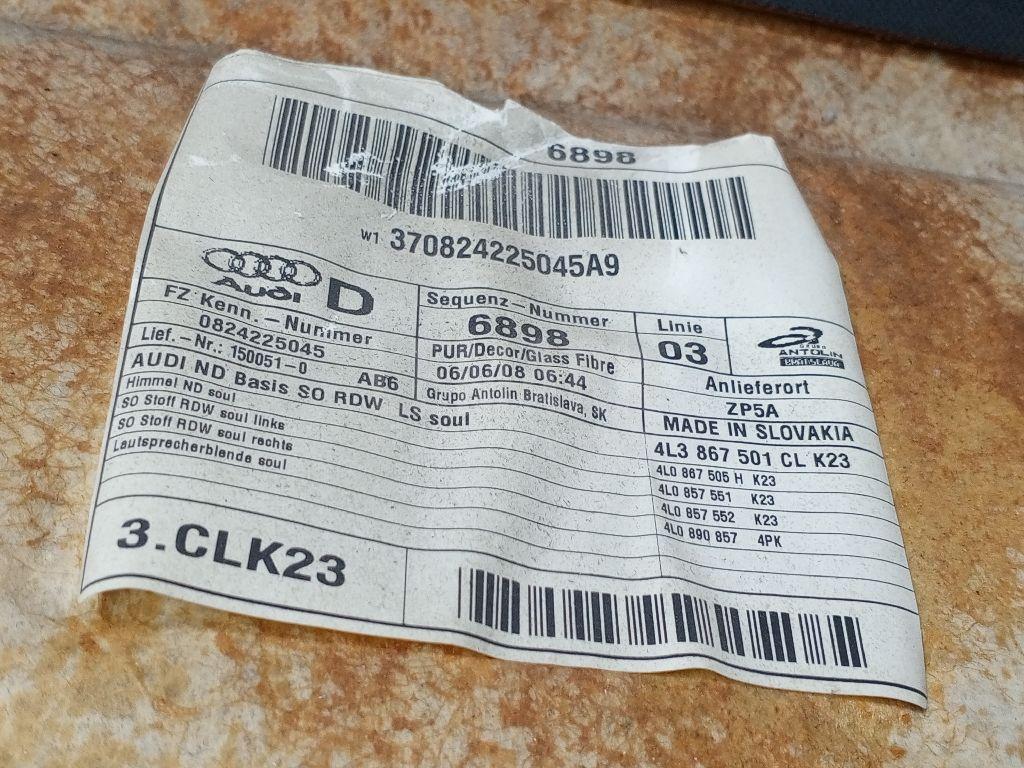 6898
W1 370824225045A9
Audi D
FZ Kenn.-Nummer
0824225045
Lief.-Nr.: 150051-0 AB6
Sequenz-Nummer
6898
PUR/Decor/Glass Fibre
06/06/08 06:44
Grupo Antolin Bratislava, SK
Linie
03
GRUPO
ANTOLIN
BRATISLAVA
Anlieferort
ZP5A
MADE IN SLOVAKIA
AUDI ND Basis SO RDW LS soul
4L3 867 501 CL K23
Himmel ND soul
4L0 867 505 H K23
SO Stoff RDW soul links
4L0 857 551 K23
SO Stoff RDW soul rechts
4L0 857 552 K23
Lautsprecherblende soul
4L0 890 857 4PK
3.CLK23